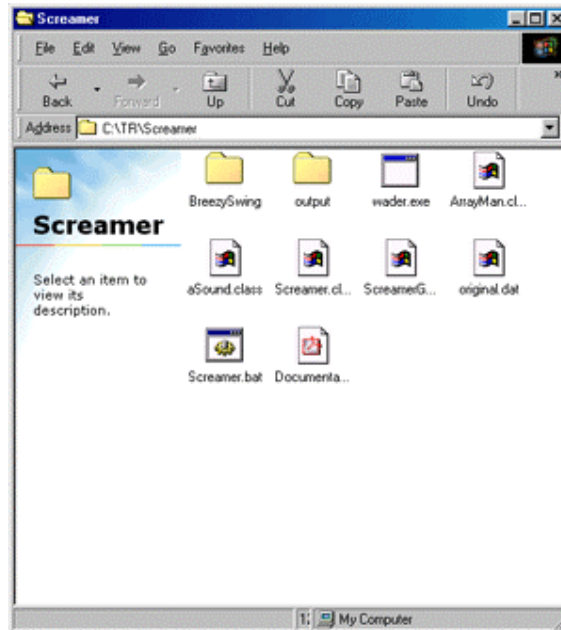 Screamer
File Edit View Go Favorites Help
Back Forward Up Cut Copy Paste Undo
Address C:\TR\Screamer
Screamer
Select an item to
view its
description.
BreezySwing output wader.exe ArrayMan.cl...
aSound.class Screamer.cl... ScreamerG... original.dat
Screamer.bat Documenta...
My Computer